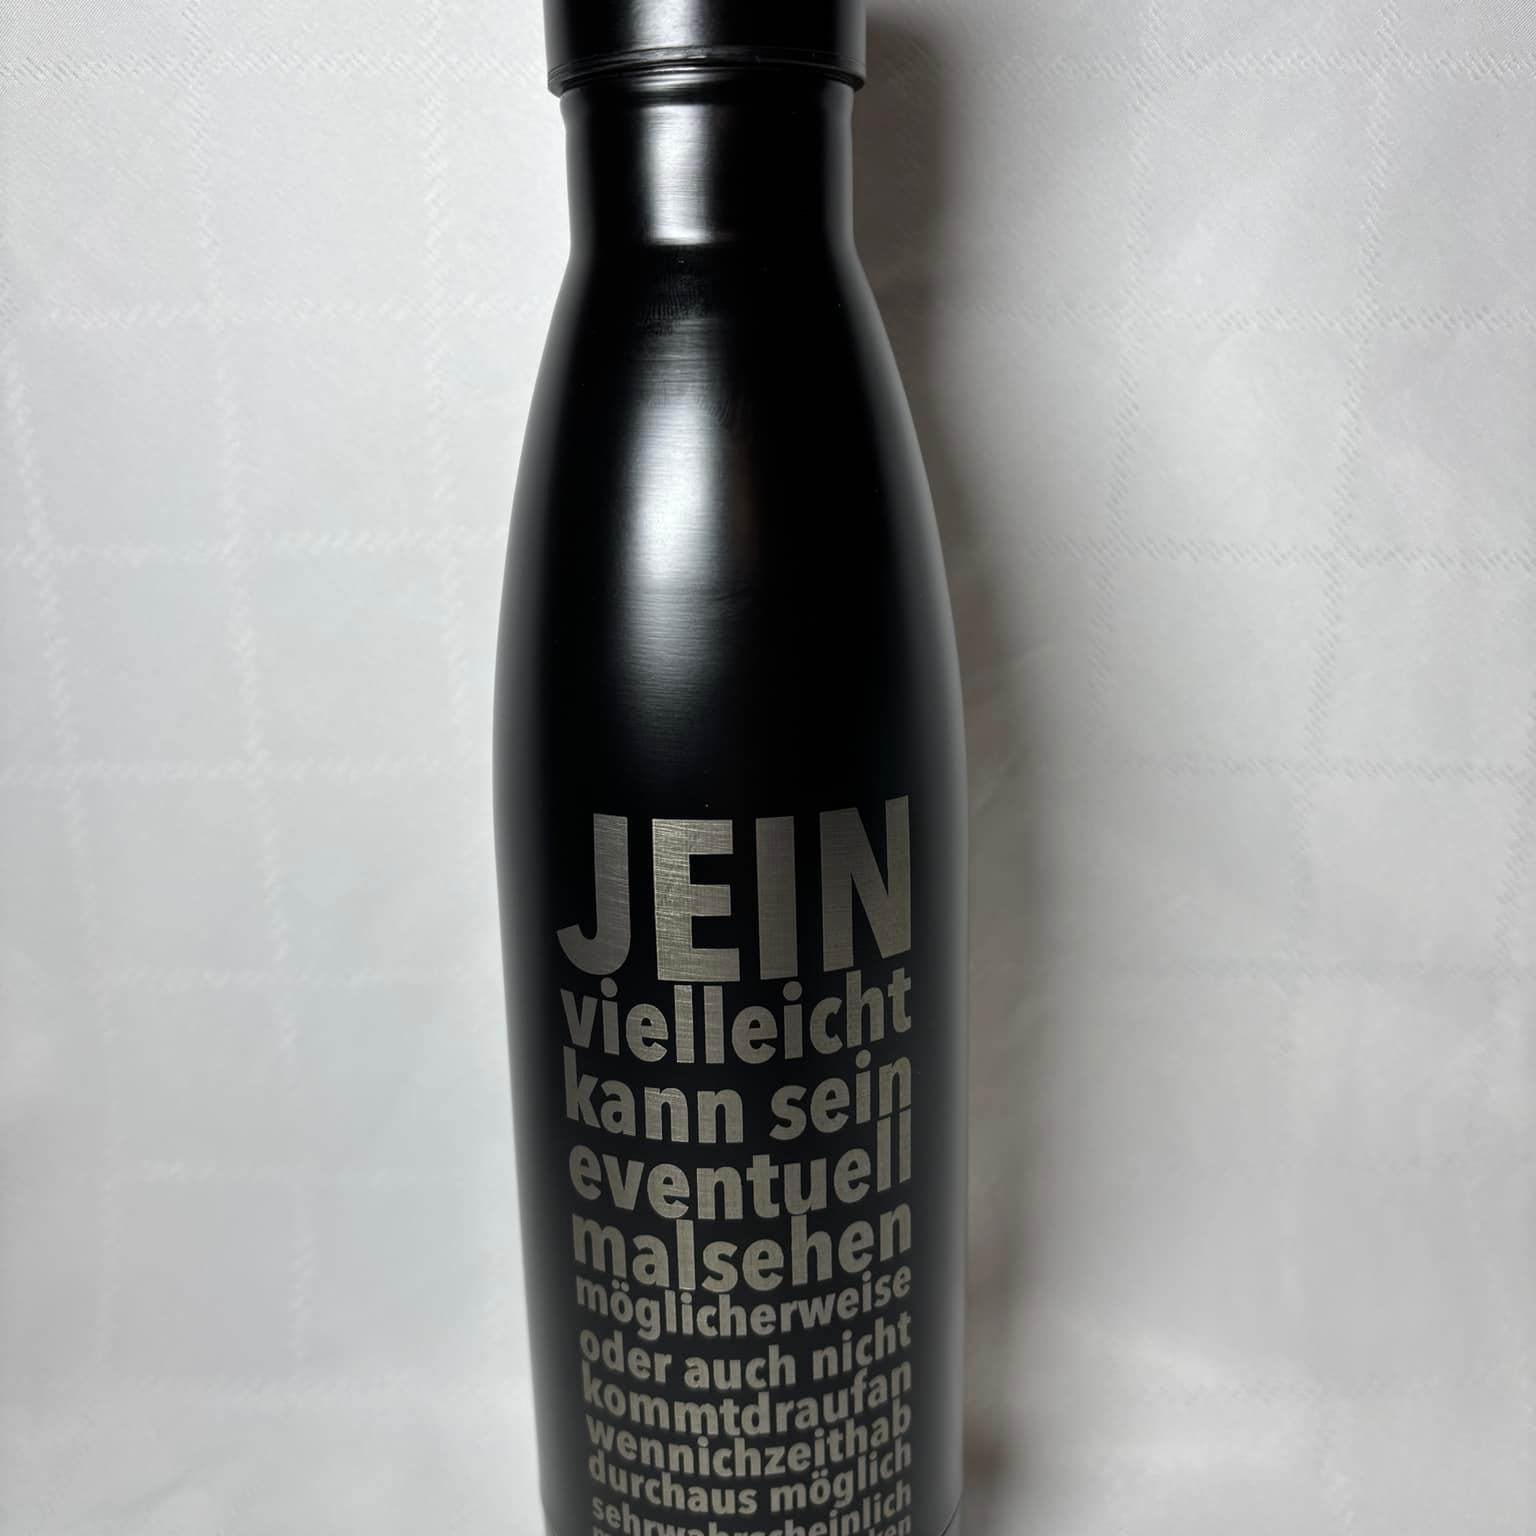 JEIN
vielleicht
kann sein
eventuell
malsehen
möglicherweise
oder auch nicht
kommtdraufan
wennichzeithab
durchaus möglich
sehrwahrscheinlich